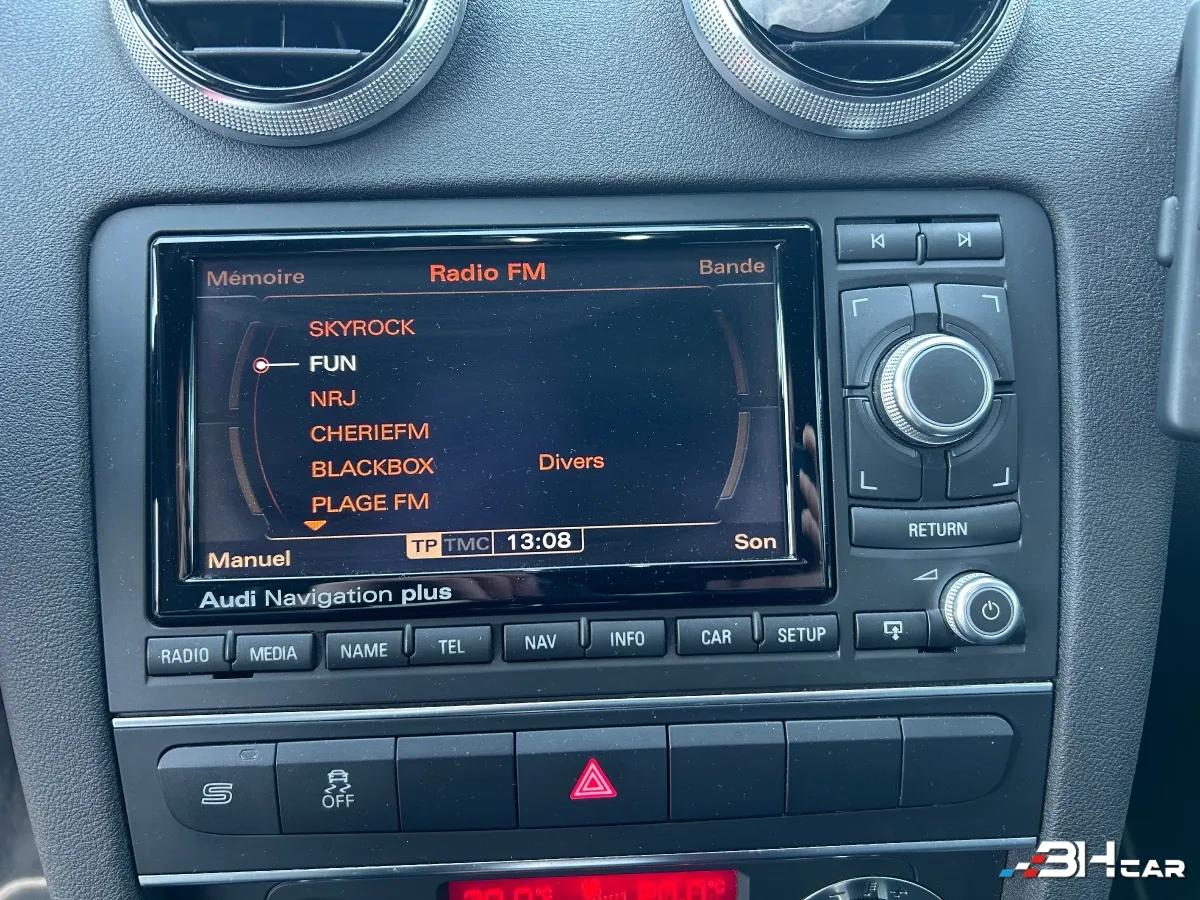 Mémoire Radio FM Bande
SKYROCK
FUN
NRJ
CHERIEFM
BLACKBOX Divers
PLAGE FM
Manuel TP TMC 13:08 Son
Audi Navigation plus
RETURN
RADIO MEDIA NAME TEL NAV INFO CAR SETUP
S OFF
BHCAR